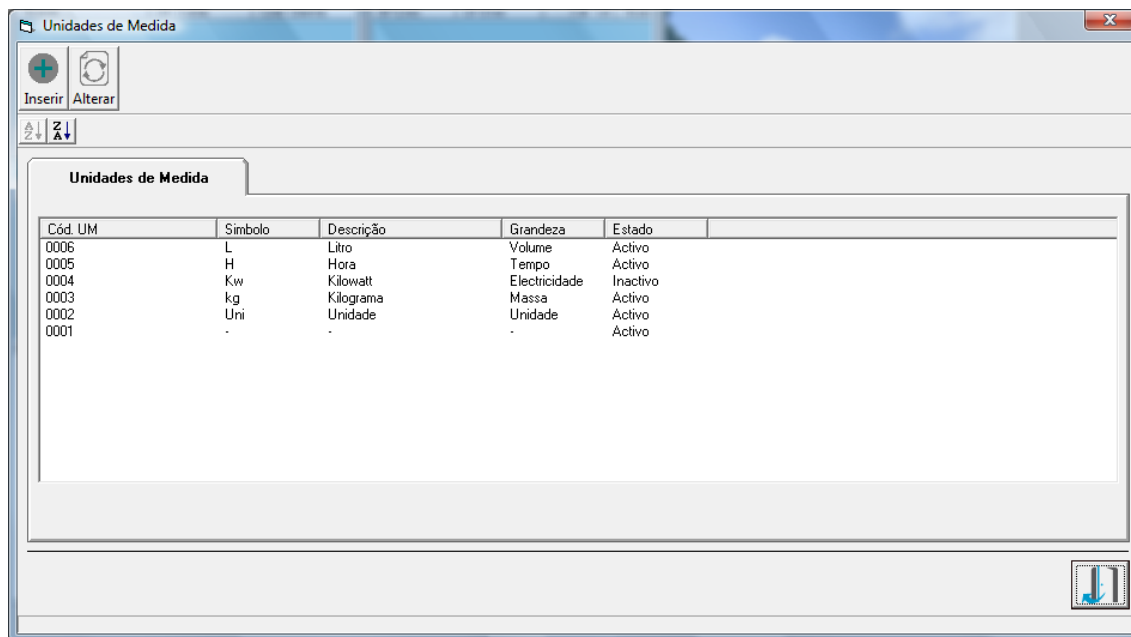 Unidades de Medida
Inserir Alterar
A Z Z A
Unidades de Medida
Cód. UM Símbolo Descrição Grandeza Estado
0006 L Litro Volume Activo
0005 H Hora Tempo Activo
0004 Kw Kilowatt Electricidade Inactivo
0003 kg Kilograma Massa Activo
0002 Uni Unidade Unidade Activo
0001 - - - Activo